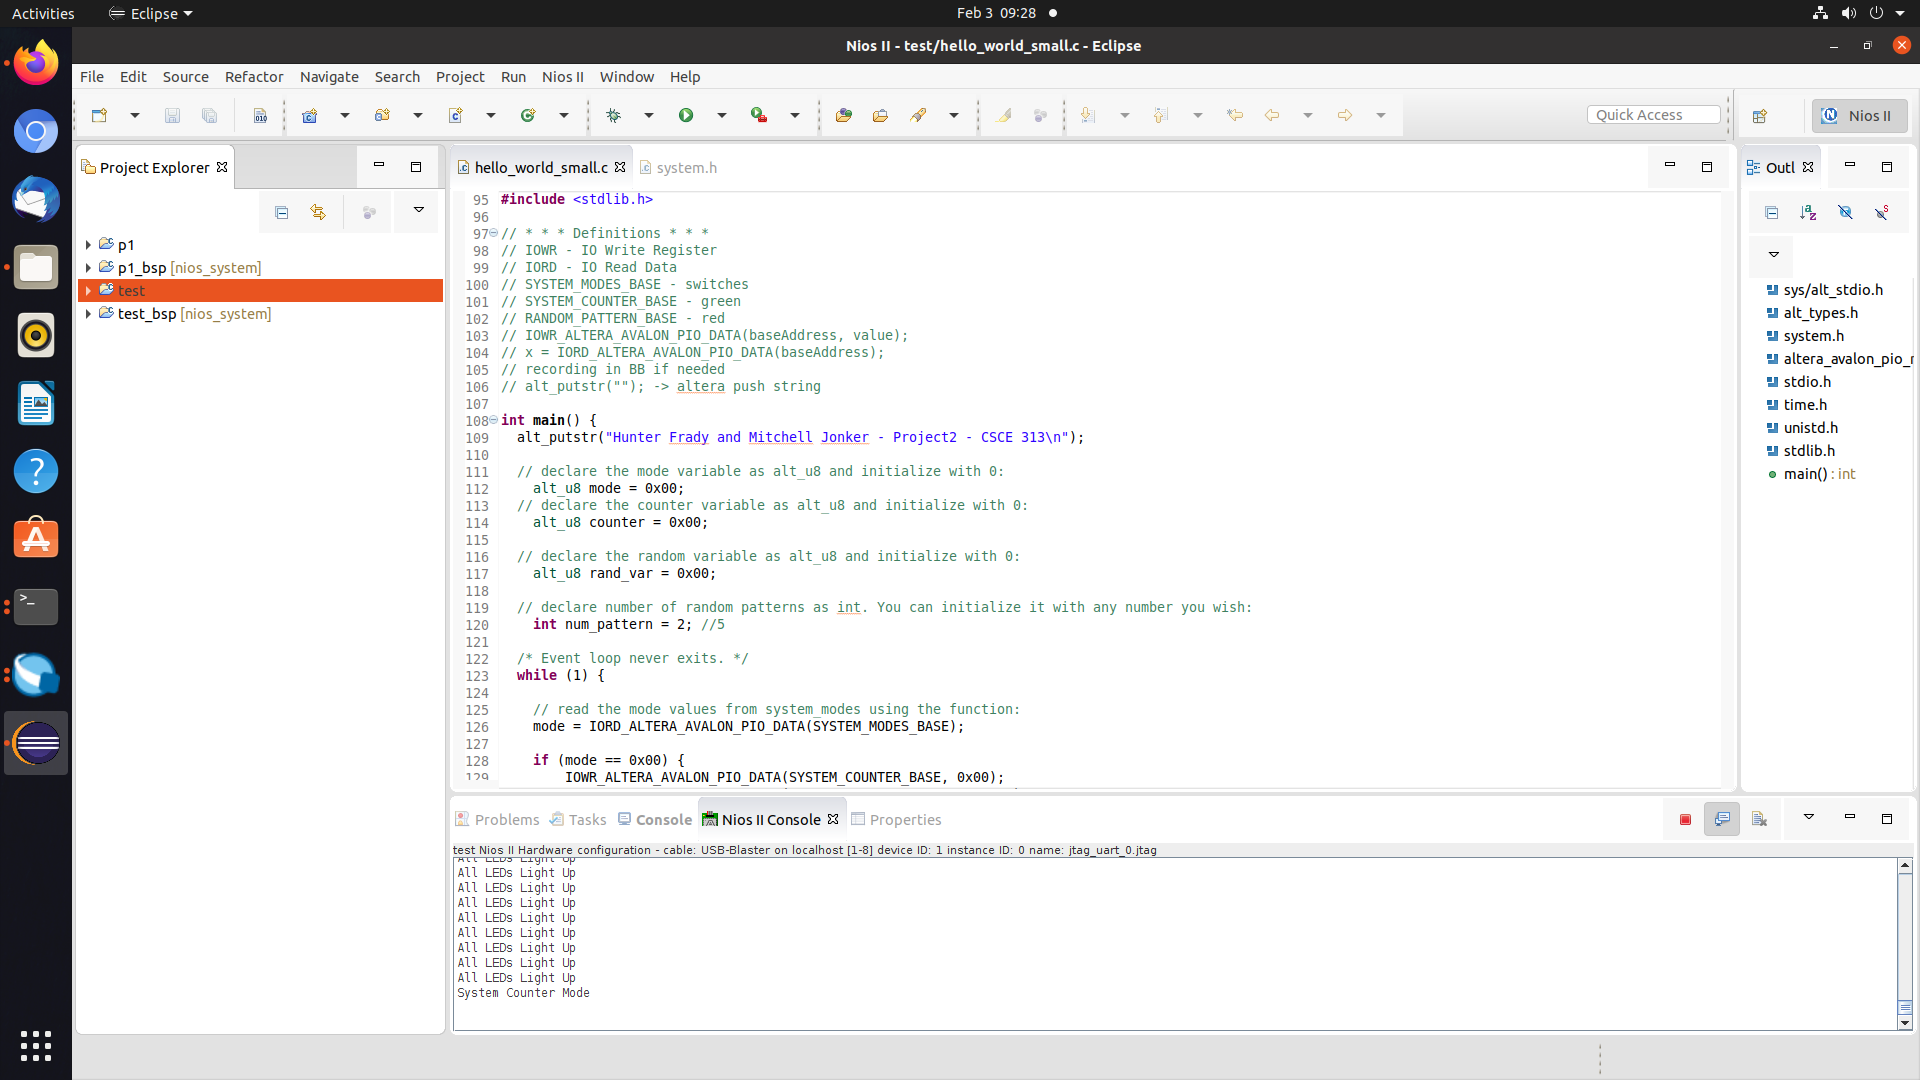 Activities
Eclipse
Feb 3 09:28
Nios II - test/hello_world_small.c - Eclipse
File Edit Source Refactor Navigate Search Project Run Nios II Window Help
Quick Access
Nios II
Project Explorer
p1
p1_bsp [nios_system]
test
test_bsp [nios_system]
hello_world_small.c
system.h
95 #include <stdlib.h>
96
97 // * * * Definitions * * *
98 // IOWR - IO Write Register
99 // IORD - IO Read Data
100 // SYSTEM_MODES_BASE - switches
101 // SYSTEM_COUNTER_BASE - green
102 // RANDOM_PATTERN_BASE - red
103 // IOWR_ALTERA_AVALON_PIO_DATA(baseAddress, value);
104 // x = IORD_ALTERA_AVALON_PIO_DATA(baseAddress);
105 // recording in BB if needed
106 // alt_putstr(""); -> altera push string
107
108 int main() {
109 alt_putstr("Hunter Frady and Mitchell Jonker - Project2 - CSCE 313\n");
110
111 // declare the mode variable as alt_u8 and initialize with 0:
112 alt_u8 mode = 0x00;
113 // declare the counter variable as alt_u8 and initialize with 0:
114 alt_u8 counter = 0x00;
115
116 // declare the random variable as alt_u8 and initialize with 0:
117 alt_u8 rand_var = 0x00;
118
119 // declare number of random patterns as int. You can initialize it with any number you wish:
120 int num_pattern = 2; //5
121
122 /* Event loop never exits. */
123 while (1) {
124
125 // read the mode values from system_modes using the function:
126 mode = IORD_ALTERA_AVALON_PIO_DATA(SYSTEM_MODES_BASE);
127
128 if (mode == 0x00) {
129 IOWR_ALTERA_AVALON_PIO_DATA(SYSTEM_COUNTER_BASE, 0x00);
Outl
sys/alt_stdio.h
alt_types.h
system.h
altera_avalon_pio_r
stdio.h
time.h
unistd.h
stdlib.h
main() : int
Problems Tasks Console Nios II Console Properties
test Nios II Hardware configuration - cable: USB-Blaster on localhost [1-8] device ID: 1 instance ID: 0 name: jtag_uart_0.jtag
All LEDs Light Up
All LEDs Light Up
All LEDs Light Up
All LEDs Light Up
All LEDs Light Up
All LEDs Light Up
All LEDs Light Up
All LEDs Light Up
All LEDs Light Up
System Counter Mode